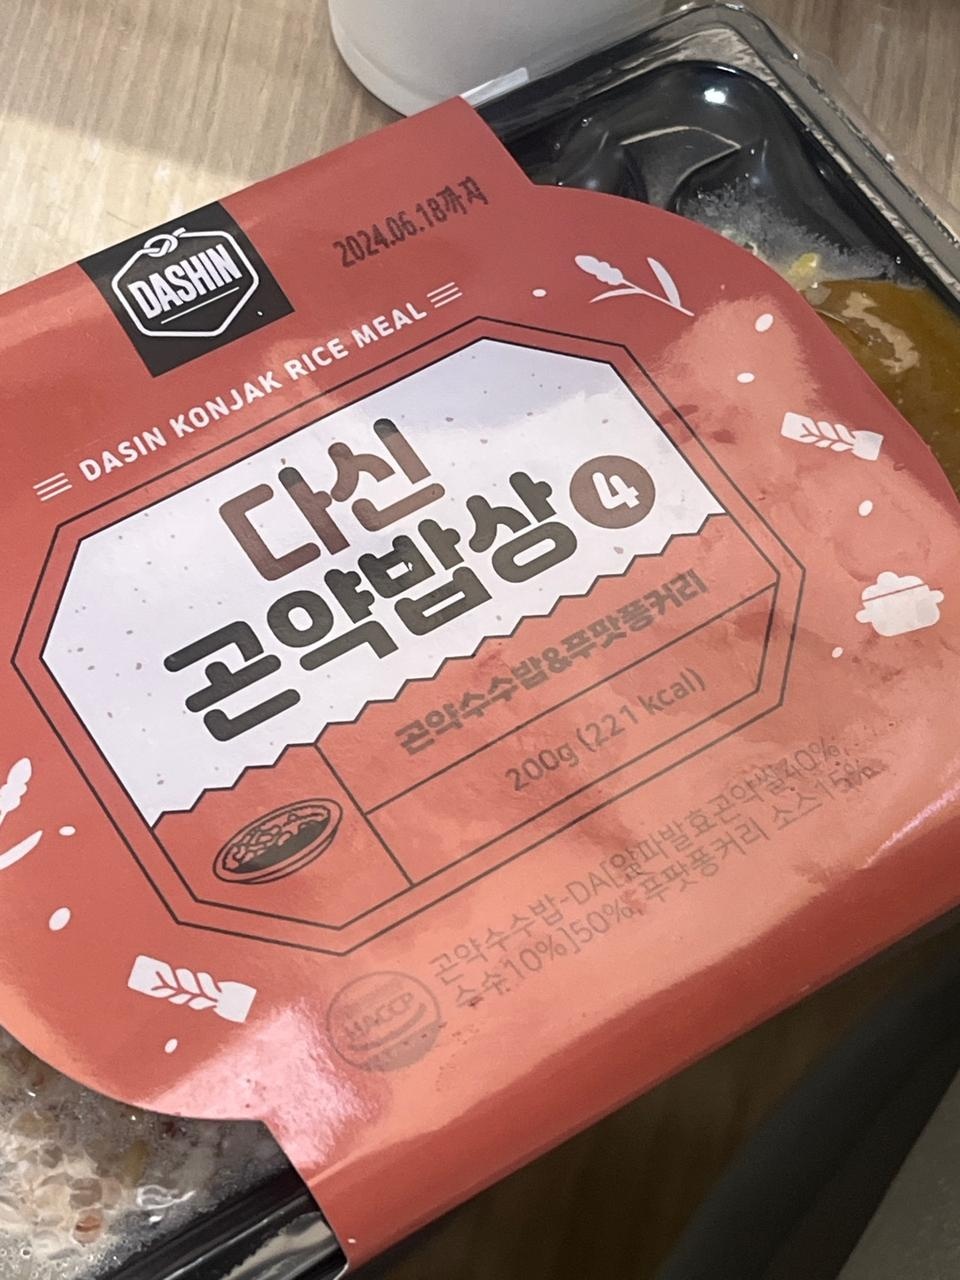 2024.06.18까지
DASHIN
DASIN KONJAK RICE MEAL
다신
곤약밥상 4
곤약수수밥&푸팟퐁커리
200g (221 kcal)
곤약수수밥-DA[알파발효곤약쌀40%,
수수10%]50%, 푸팟퐁커리 소스15%
HACCP